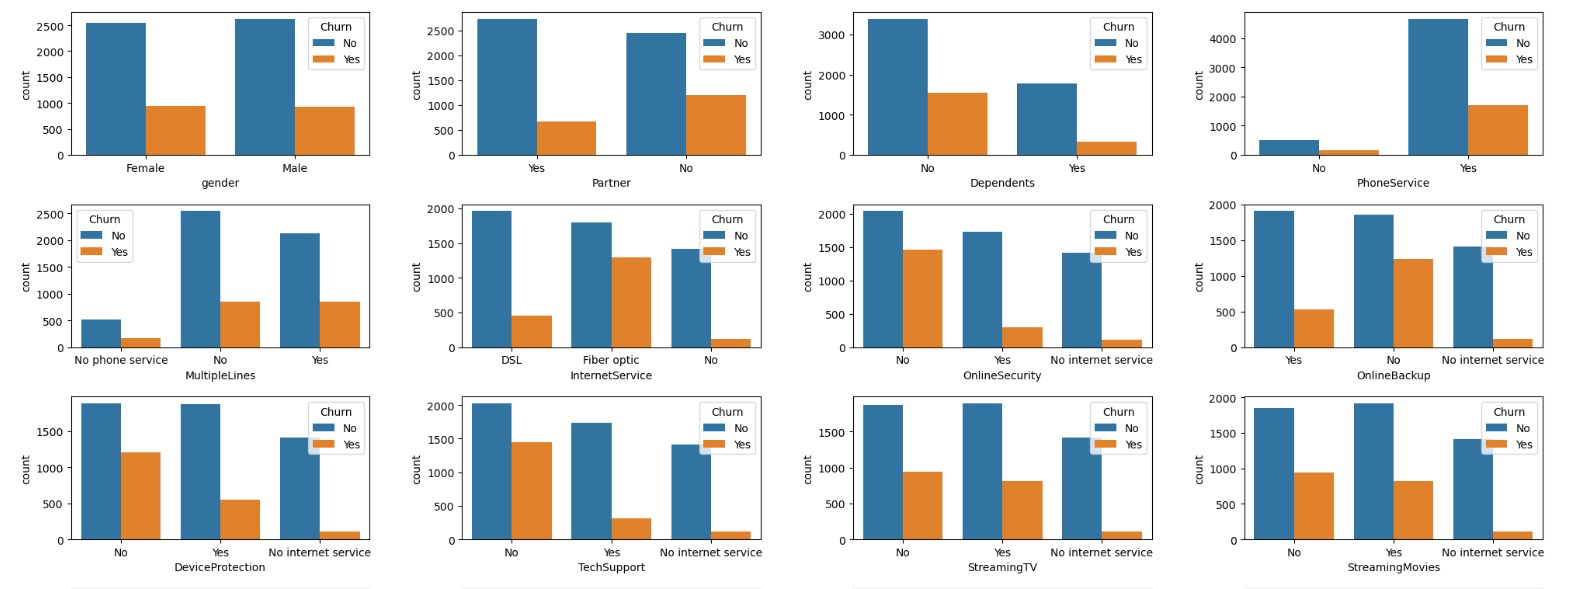 2500
2000
1500
1000
500
0
count
Churn
No
Yes
Female Male
gender
2500
2000
1500
1000
500
0
count
Churn
No
Yes
Yes No
Partner
3000
2000
1000
0
count
Churn
No
Yes
No Yes
Dependents
4000
3000
2000
1000
0
count
Churn
No
Yes
No Yes
PhoneService
2500
2000
1500
1000
500
0
count
Churn
No
Yes
No phone service No Yes
MultipleLines
2000
1500
1000
500
0
count
Churn
No
Yes
DSL Fiber optic No
InternetService
2000
1500
1000
500
0
count
Churn
No
Yes
No Yes No internet service
OnlineSecurity
2000
1500
1000
500
0
count
Churn
No
Yes
Yes No No internet service
OnlineBackup
1500
1000
500
0
count
Churn
No
Yes
No Yes No internet service
DeviceProtection
2000
1500
1000
500
0
count
Churn
No
Yes
No Yes No internet service
TechSupport
1500
1000
500
0
count
Churn
No
Yes
No Yes No internet service
StreamingTV
2000
1500
1000
500
0
count
Churn
No
Yes
No Yes No internet service
StreamingMovies